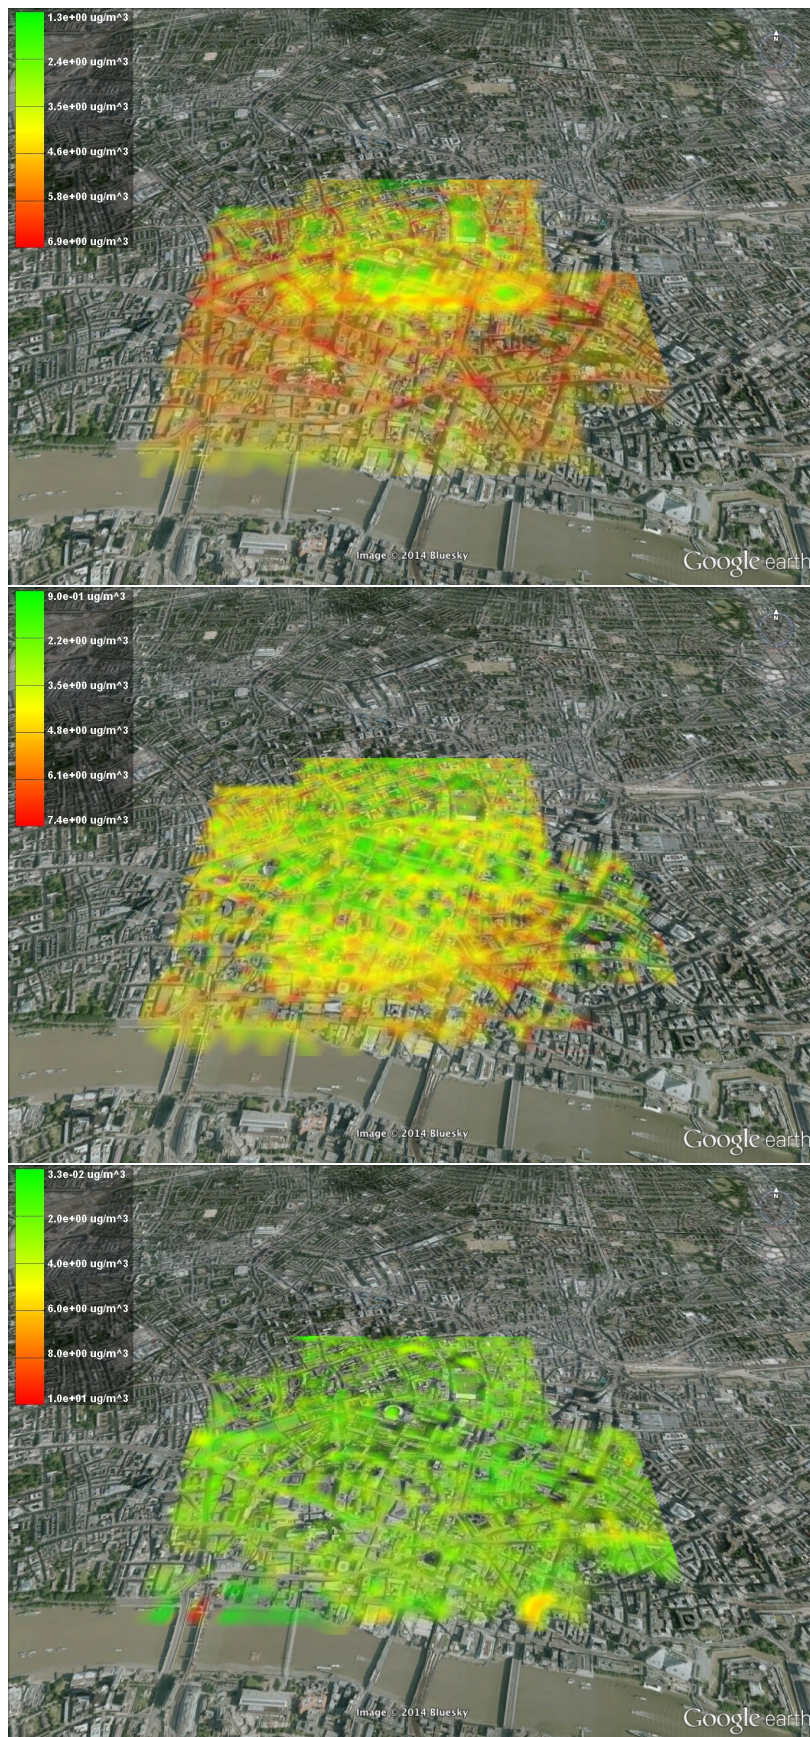 1.3e+00 ug/m^3
2.4e+00 ug/m^3
3.5e+00 ug/m^3
4.6e+00 ug/m^3
5.8e+00 ug/m^3
6.9e+00 ug/m^3
N
Image © 2014 Bluesky
Google earth
9.0e-01 ug/m^3
2.2e+00 ug/m^3
3.5e+00 ug/m^3
4.8e+00 ug/m^3
6.1e+00 ug/m^3
7.4e+00 ug/m^3
N
Image © 2014 Bluesky
Google earth
3.3e-02 ug/m^3
2.0e+00 ug/m^3
4.0e+00 ug/m^3
6.0e+00 ug/m^3
8.0e+00 ug/m^3
1.0e+01 ug/m^3
N
Image © 2014 Bluesky
Google earth